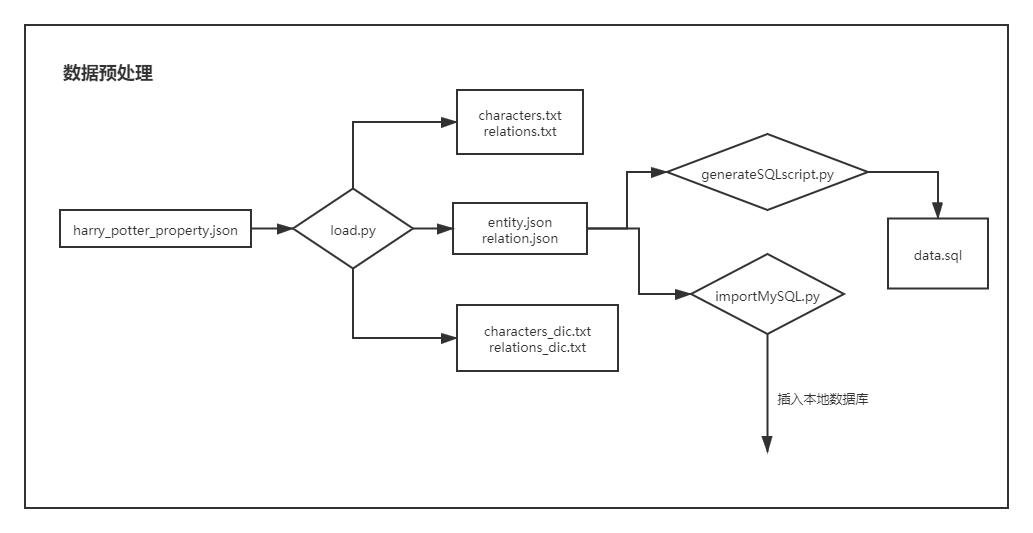 数据预处理
characters.txt
relations.txt
generateSQLscript.py
harry_potter_property.json
load.py
entity.json
relation.json
data.sql
importMySQL.py
characters_dic.txt
relations_dic.txt
插入本地数据库